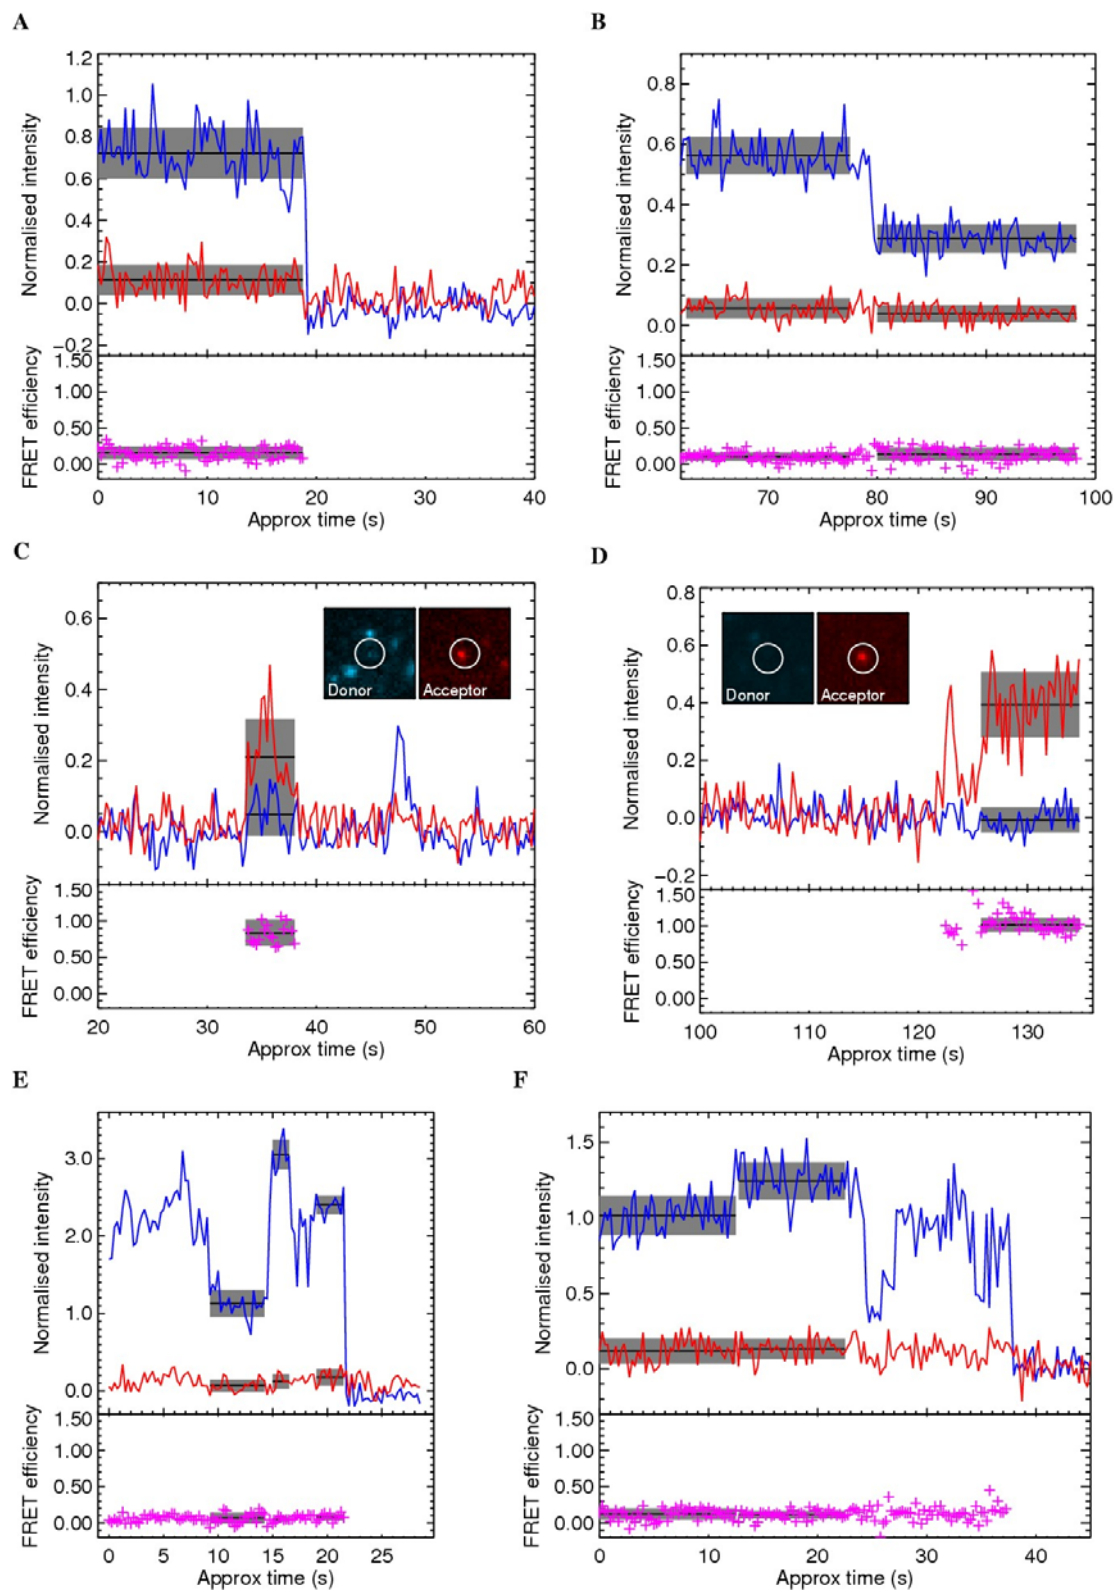 A
B
1.2
1.0
0.8
0.6
0.4
0.2
0.0
−0.2
Normalised intensity
1.50
1.00
0.50
0.00
FRET efficiency
0 10 20 30 40
Approx time (s)
0.8
0.6
0.4
0.2
0.0
Normalised intensity
1.50
1.00
0.50
0.00
FRET efficiency
70 80 90 100
Approx time (s)
C
D
0.6
0.4
0.2
0.0
Normalised intensity
Donor
Acceptor
1.50
1.00
0.50
0.00
FRET efficiency
20 30 40 50 60
Approx time (s)
0.8
0.6
0.4
0.2
0.0
−0.2
Normalised intensity
Donor
Acceptor
1.50
1.00
0.50
0.00
FRET efficiency
100 110 120 130
Approx time (s)
E
F
3.0
2.0
1.0
0.0
Normalised intensity
1.50
1.00
0.50
0.00
FRET efficiency
0 5 10 15 20 25
Approx time (s)
1.5
1.0
0.5
0.0
Normalised intensity
1.50
1.00
0.50
0.00
FRET efficiency
0 10 20 30 40
Approx time (s)